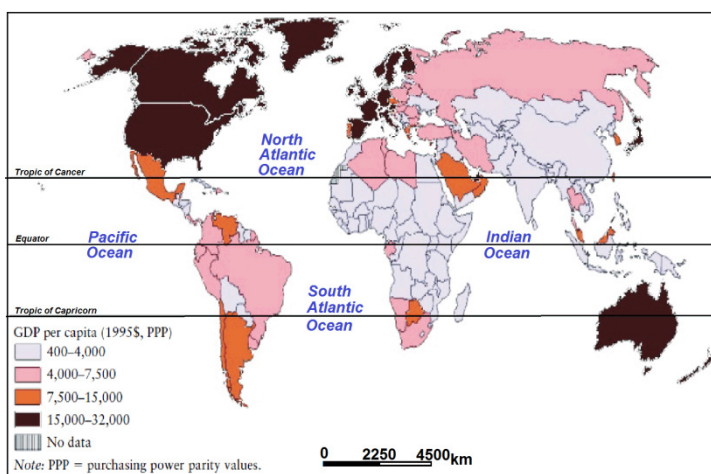 North
Atlantic
Ocean
Tropic of Cancer
Equator
Pacific
Ocean
Indian
Ocean
South
Atlantic
Ocean
Tropic of Capricorn
GDP per capita (1995$, PPP)
400–4,000
4,000–7,500
7,500–15,000
15,000–32,000
No data
Note: PPP = purchasing power parity values.
0 2250 4500km